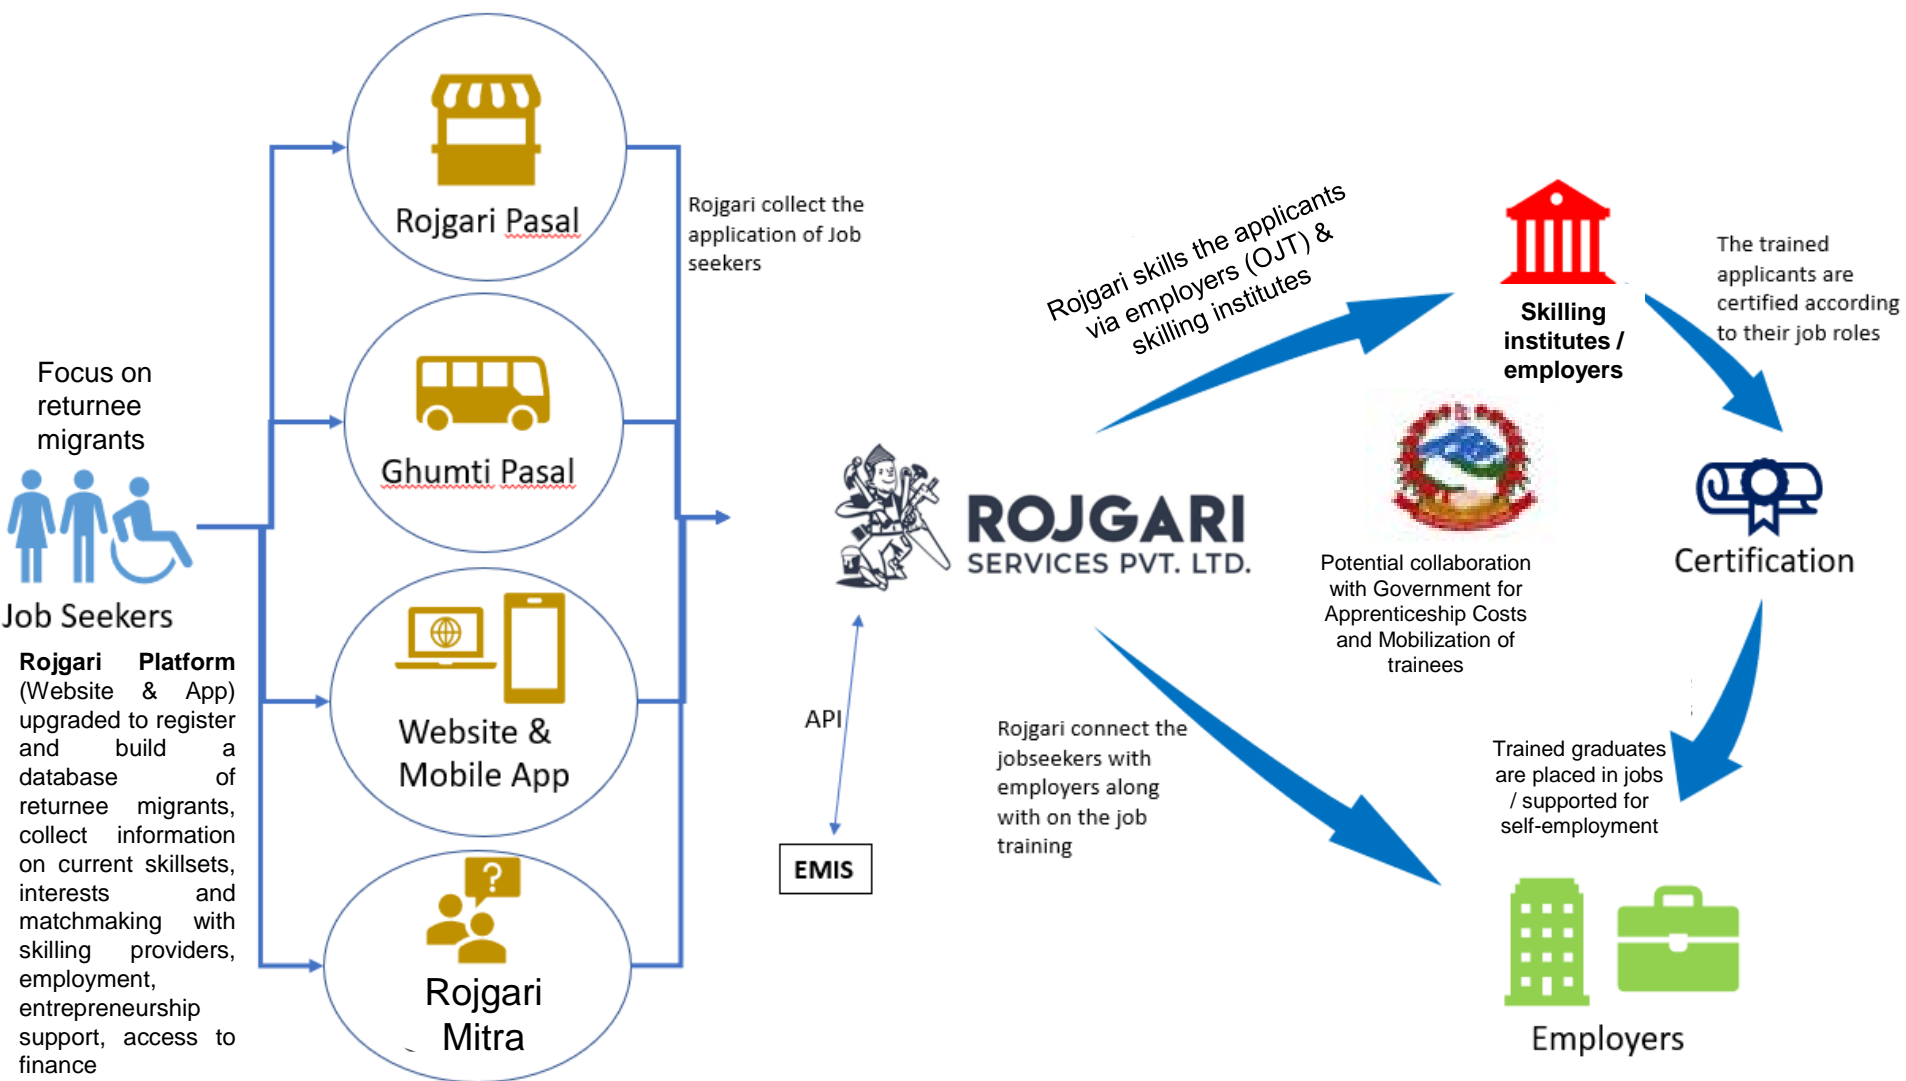 Focus on
returnee
migrants
Job Seekers
Rojgari Platform
(Website & App)
upgraded to register
and build a
database of
returnee migrants,
collect information
on current skillsets,
interests and
matchmaking with
skilling providers,
employment,
entrepreneurship
support, access to
finance
Rojgari Pasal
Ghumti Pasal
Website &
Mobile App
?
Rojgari
Mitra
Rojgari collect the
application of Job
seekers
ROJGARI
SERVICES PVT. LTD.
API
EMIS
Rojgari skills the applicants
via employers (OJT) &
skilling institutes
Skilling
institutes /
employers
The trained
applicants are
certified according
to their job roles
Potential collaboration
with Government for
Apprenticeship Costs
and Mobilization of
trainees
Certification
Rojgari connect the
jobseekers with
employers along
with on the job
training
Trained graduates
are placed in jobs
/ supported for
self-employment
Employers